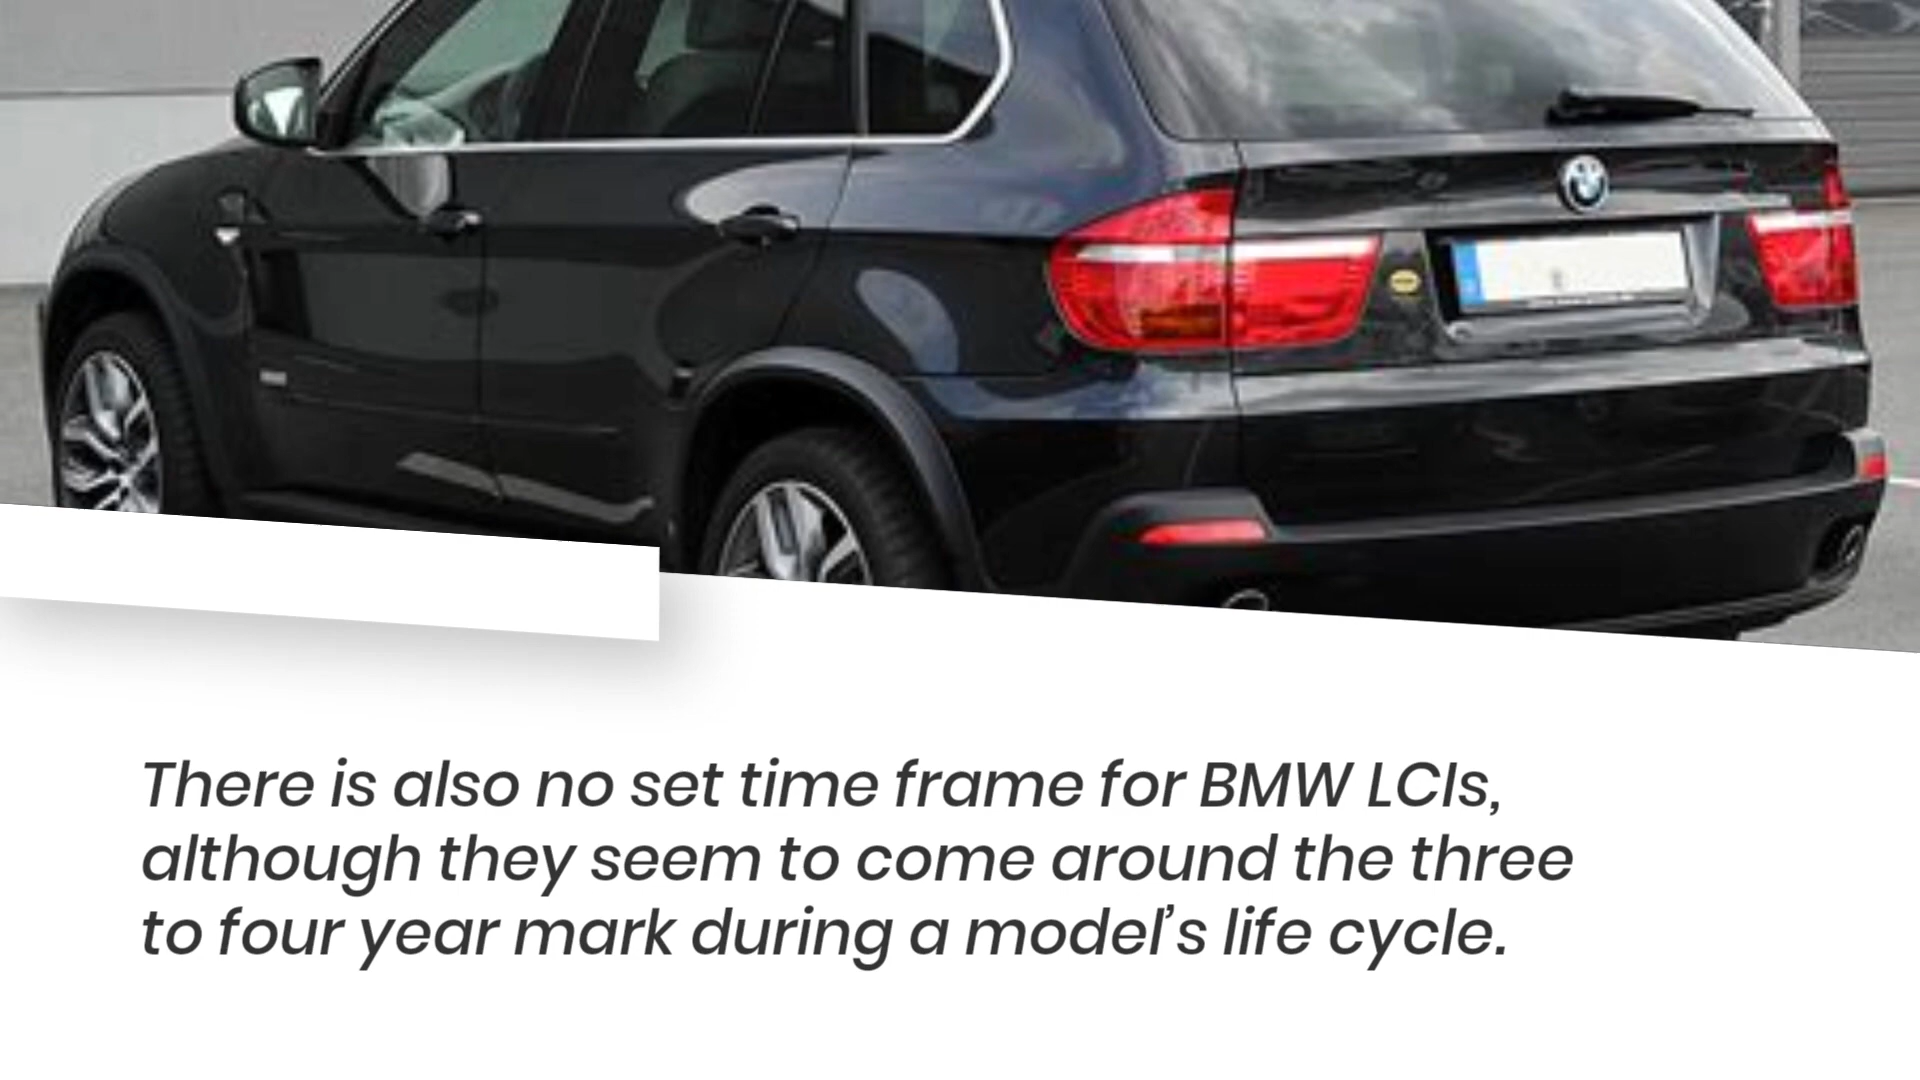 There is also no set time frame for BMW LCIs,
although they seem to come around the three
to four year mark during a model's life cycle.